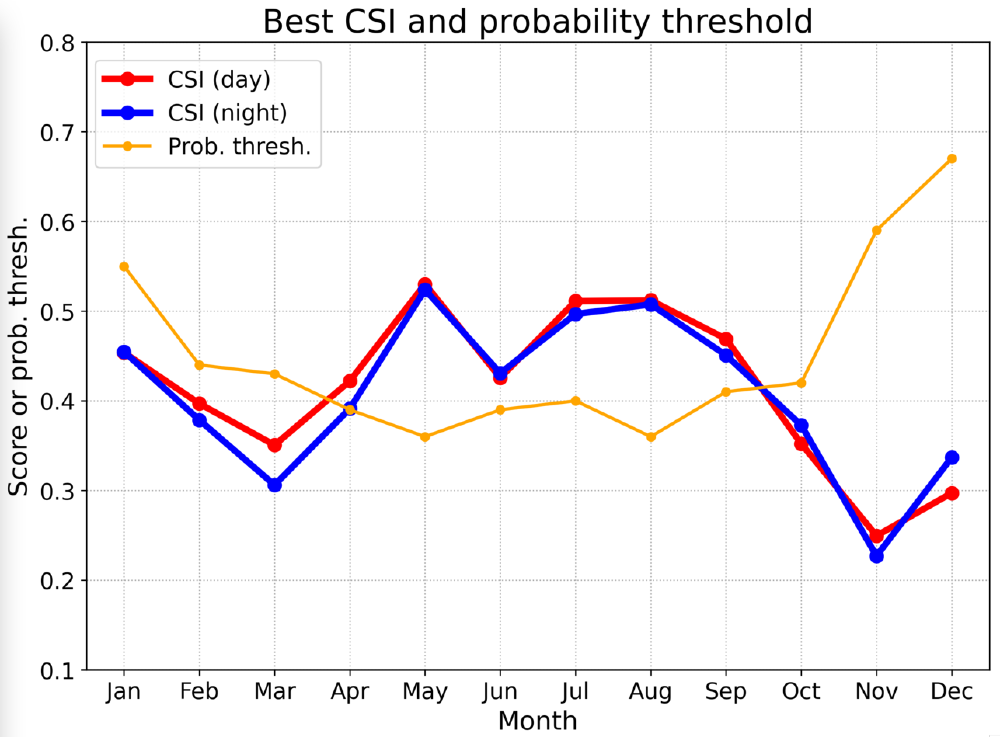 Best CSI and probability threshold
0.8
0.7
0.6
0.5
0.4
0.3
0.2
0.1
Score or prob. thresh.
CSI (day)
CSI (night)
Prob. thresh.
Jan Feb Mar Apr May Jun Jul Aug Sep Oct Nov Dec
Month